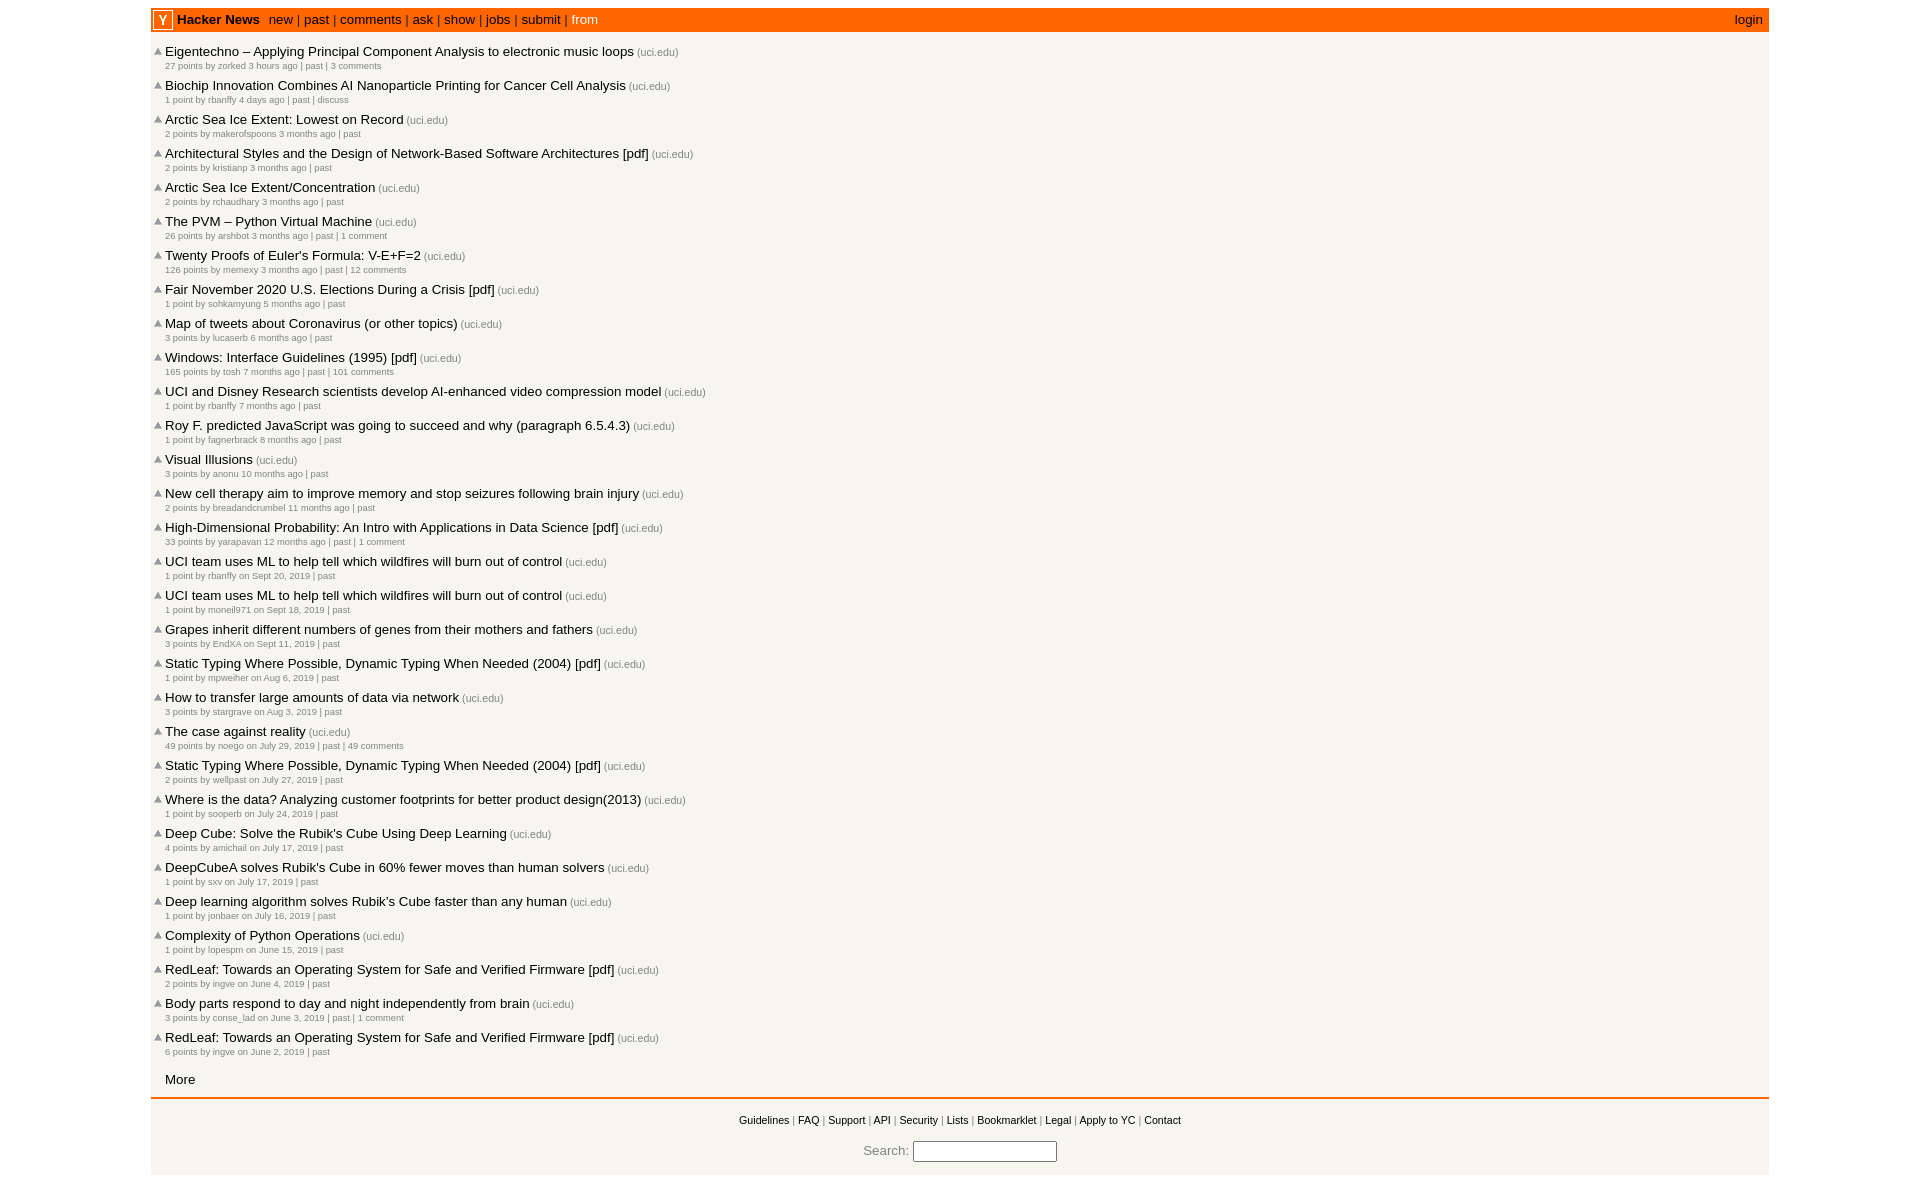 Y Hacker News new | past | comments | ask | show | jobs | submit | from login
Eigentechno – Applying Principal Component Analysis to electronic music loops (uci.edu)
27 points by zorked 3 hours ago | past | 3 comments
Biochip Innovation Combines AI Nanoparticle Printing for Cancer Cell Analysis (uci.edu)
1 point by rbanffy 4 days ago | past | discuss
Arctic Sea Ice Extent: Lowest on Record (uci.edu)
2 points by makerofspoons 3 months ago | past
Architectural Styles and the Design of Network-Based Software Architectures [pdf] (uci.edu)
2 points by kristianp 3 months ago | past
Arctic Sea Ice Extent/Concentration (uci.edu)
2 points by rchaudhary 3 months ago | past
The PVM – Python Virtual Machine (uci.edu)
26 points by arshbot 3 months ago | past | 1 comment
Twenty Proofs of Euler's Formula: V-E+F=2 (uci.edu)
126 points by memexy 3 months ago | past | 12 comments
Fair November 2020 U.S. Elections During a Crisis [pdf] (uci.edu)
1 point by sohkamyung 5 months ago | past
Map of tweets about Coronavirus (or other topics) (uci.edu)
3 points by lucaserb 6 months ago | past
Windows: Interface Guidelines (1995) [pdf] (uci.edu)
165 points by tosh 7 months ago | past | 101 comments
UCI and Disney Research scientists develop AI-enhanced video compression model (uci.edu)
1 point by rbanffy 7 months ago | past
Roy F. predicted JavaScript was going to succeed and why (paragraph 6.5.4.3) (uci.edu)
1 point by fagnerbrack 8 months ago | past
Visual Illusions (uci.edu)
3 points by anonu 10 months ago | past
New cell therapy aim to improve memory and stop seizures following brain injury (uci.edu)
2 points by breadandcrumbel 11 months ago | past
High-Dimensional Probability: An Intro with Applications in Data Science [pdf] (uci.edu)
33 points by yarapavan 12 months ago | past | 1 comment
UCI team uses ML to help tell which wildfires will burn out of control (uci.edu)
1 point by rbanffy on Sept 20, 2019 | past
UCI team uses ML to help tell which wildfires will burn out of control (uci.edu)
1 point by moneil971 on Sept 18, 2019 | past
Grapes inherit different numbers of genes from their mothers and fathers (uci.edu)
3 points by EndXA on Sept 11, 2019 | past
Static Typing Where Possible, Dynamic Typing When Needed (2004) [pdf] (uci.edu)
1 point by mpweiher on Aug 6, 2019 | past
How to transfer large amounts of data via network (uci.edu)
3 points by stargrave on Aug 3, 2019 | past
The case against reality (uci.edu)
49 points by noego on July 29, 2019 | past | 49 comments
Static Typing Where Possible, Dynamic Typing When Needed (2004) [pdf] (uci.edu)
2 points by wellpast on July 27, 2019 | past
Where is the data? Analyzing customer footprints for better product design(2013) (uci.edu)
1 point by sooperb on July 24, 2019 | past
Deep Cube: Solve the Rubik's Cube Using Deep Learning (uci.edu)
4 points by amichail on July 17, 2019 | past
DeepCubeA solves Rubik's Cube in 60% fewer moves than human solvers (uci.edu)
1 point by sxv on July 17, 2019 | past
Deep learning algorithm solves Rubik’s Cube faster than any human (uci.edu)
1 point by jonbaer on July 16, 2019 | past
Complexity of Python Operations (uci.edu)
1 point by lopespm on June 15, 2019 | past
RedLeaf: Towards an Operating System for Safe and Verified Firmware [pdf] (uci.edu)
2 points by ingve on June 4, 2019 | past
Body parts respond to day and night independently from brain (uci.edu)
3 points by conse_lad on June 3, 2019 | past | 1 comment
RedLeaf: Towards an Operating System for Safe and Verified Firmware [pdf] (uci.edu)
6 points by ingve on June 2, 2019 | past
More
Guidelines | FAQ | Support | API | Security | Lists | Bookmarklet | Legal | Apply to YC | Contact
Search: